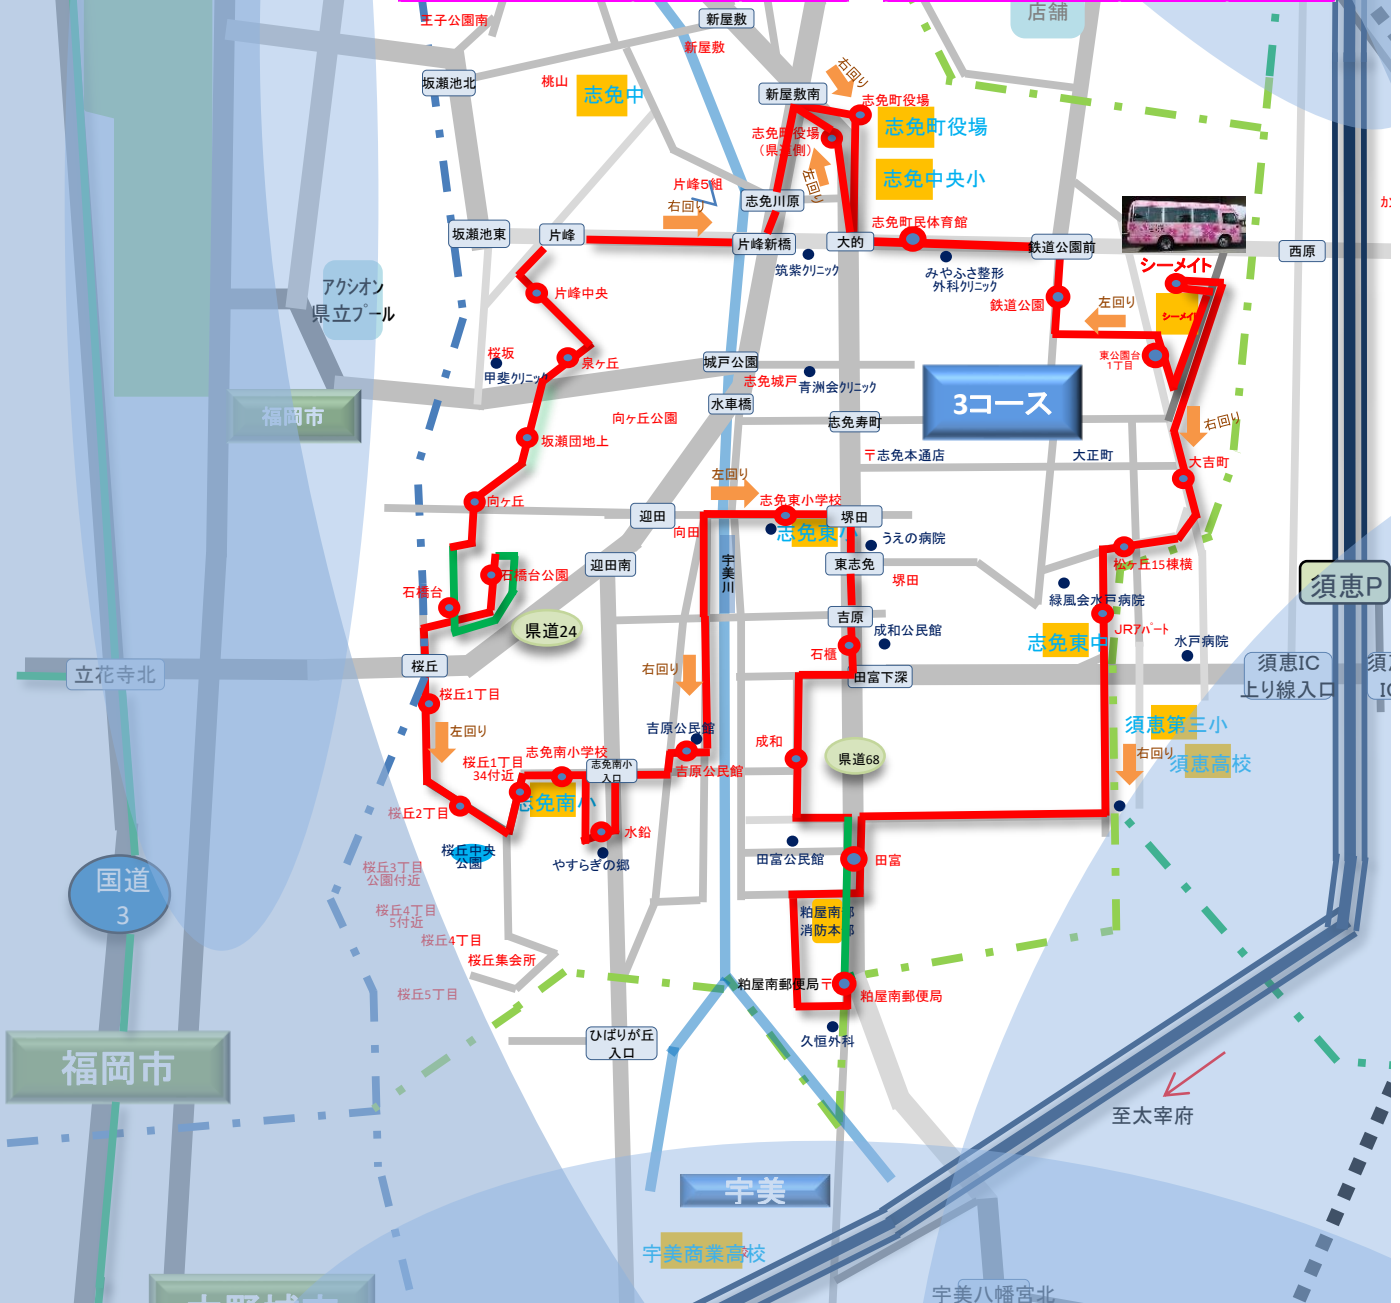 王子公園南
新屋敷
店舗
新屋敷
坂瀬池北
桃山
志免中
新屋敷南
右回り
志免町役場
志免町役場
志免町役場
（県道側）
志免中央小
左回り
片峰5組
右回り
志免川原
坂瀬池東
片峰
片峰新橋
大的
志免町民体育館
鉄道公園前
西原
筑紫クリニック
みやふさ整形
外科クリニック
シーメイト
アクシオン
県立プール
片峰中央
鉄道公園
左回り
シーメイト
桜坂
甲斐クリニック
泉ヶ丘
城戸公園
志免城戸
青洲会クリニック
東公園台
1丁目
福岡市
水車橋
向ヶ丘公園
志免寿町
3コース
右回り
坂瀬団地上
〒志免本通店
大正町
大吉町
左回り
向ヶ丘
志免東小学校
迎田
向田
志免東小
堺田
うえの病院
迎田南
宇美川
東志免
堺田
松ヶ丘15棟横
石橋台公園
石橋台
緑風会水戸病院
須恵P
県道24
吉原
成和公民館
JRアパート
志免東中
水戸病院
石櫃
立花寺北
桜丘
右回り
田富下深
須恵IC
上り線入口
桜丘1丁目
左回り
吉原公民館
成和
須恵第三小
志免南小学校
桜丘1丁目
34付近
志免南小
入口
吉原公民館
県道68
右回り
須恵高校
志免南小
桜丘2丁目
水鉛
桜丘中央
公園
やすらぎの郷
田富公民館
田富
桜丘3丁目
公園付近
国道
3
桜丘4丁目
5付近
粕屋南部
消防本部
桜丘4丁目
桜丘集会所
桜丘5丁目
粕屋南郵便局〒
粕屋南郵便局
ひばりが丘
入口
久恒外科
福岡市
至太宰府
宇美
宇美商業高校
宇美八幡宮北